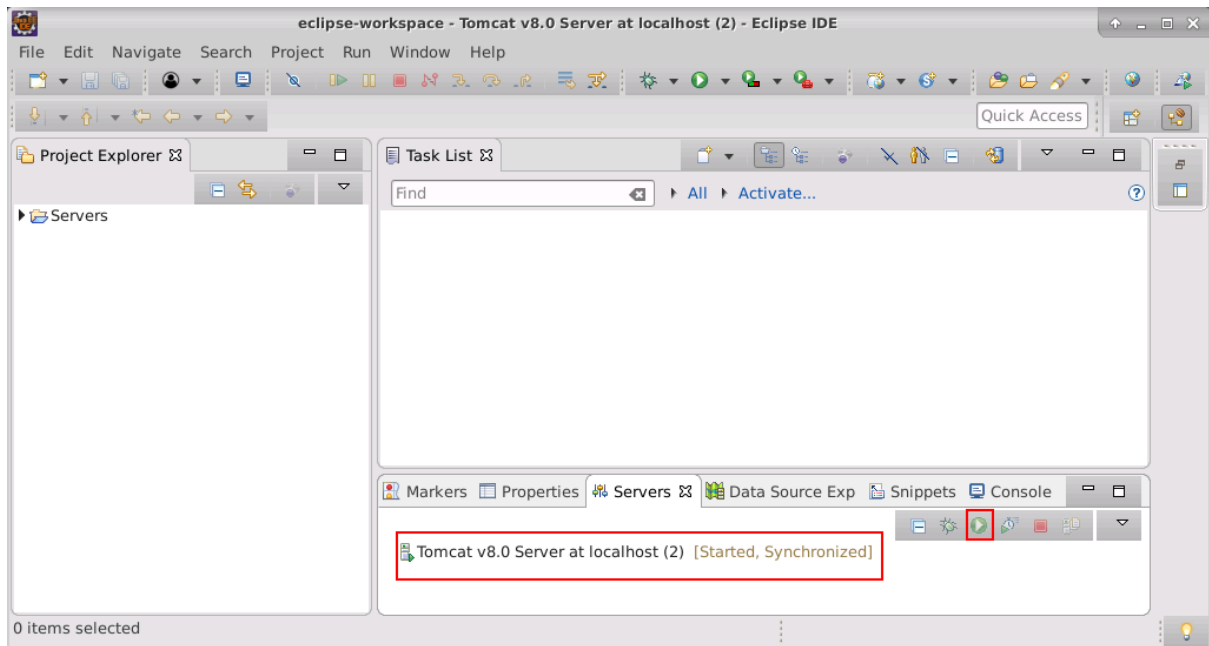 eclipse-workspace - Tomcat v8.0 Server at localhost (2) - Eclipse IDE
File Edit Navigate Search Project Run Window Help
Quick Access
Project Explorer
Task List
Find
All
Activate...
Servers
Markers Properties Servers Data Source Exp Snippets Console
Tomcat v8.0 Server at localhost (2) [Started, Synchronized]
0 items selected